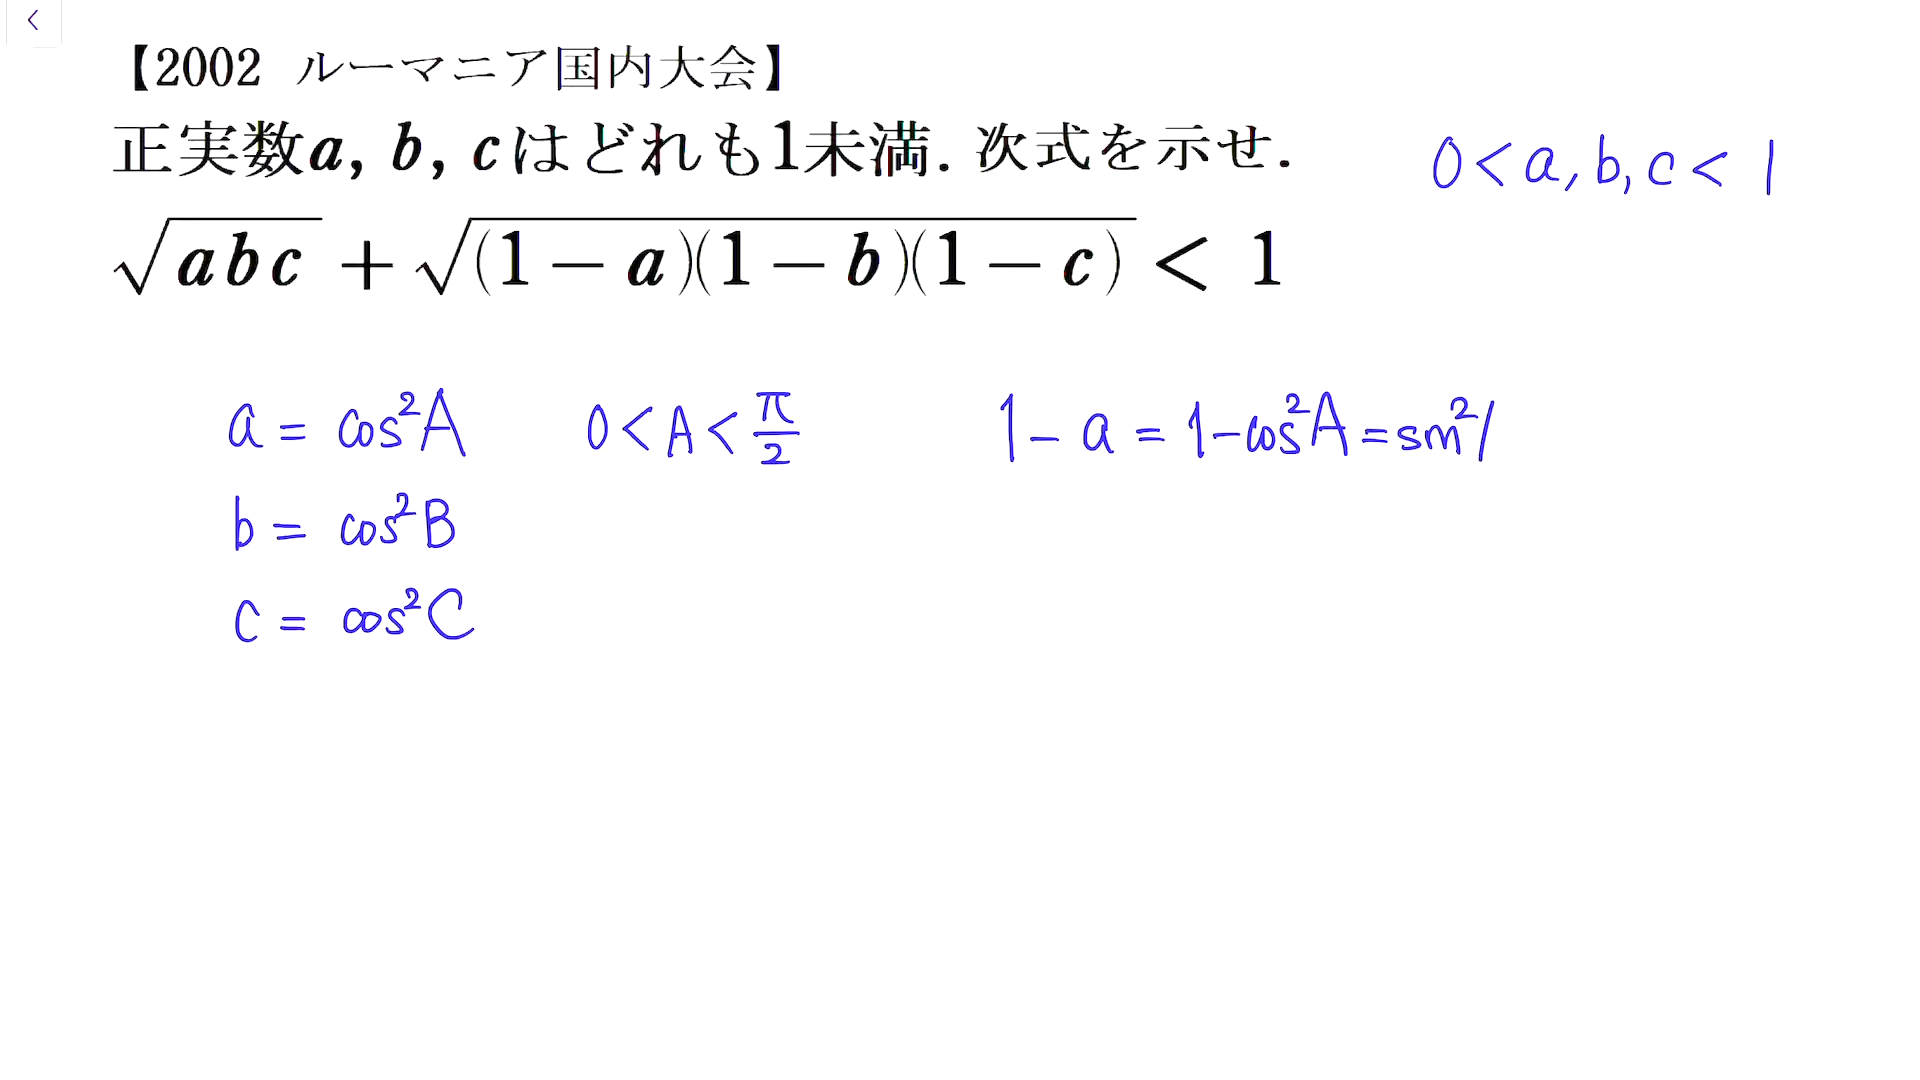 【2002 ルーマニア国内大会】
正実数a, b, cはどれも1未満. 次式を示せ.
0 < a, b, c < 1
√abc + √(1 − a)(1 − b)(1 − c) < 1
a = cos²A 0 < A < π/2 1 − a = 1−cos²A = sin²
b = cos²B
c = cos²C